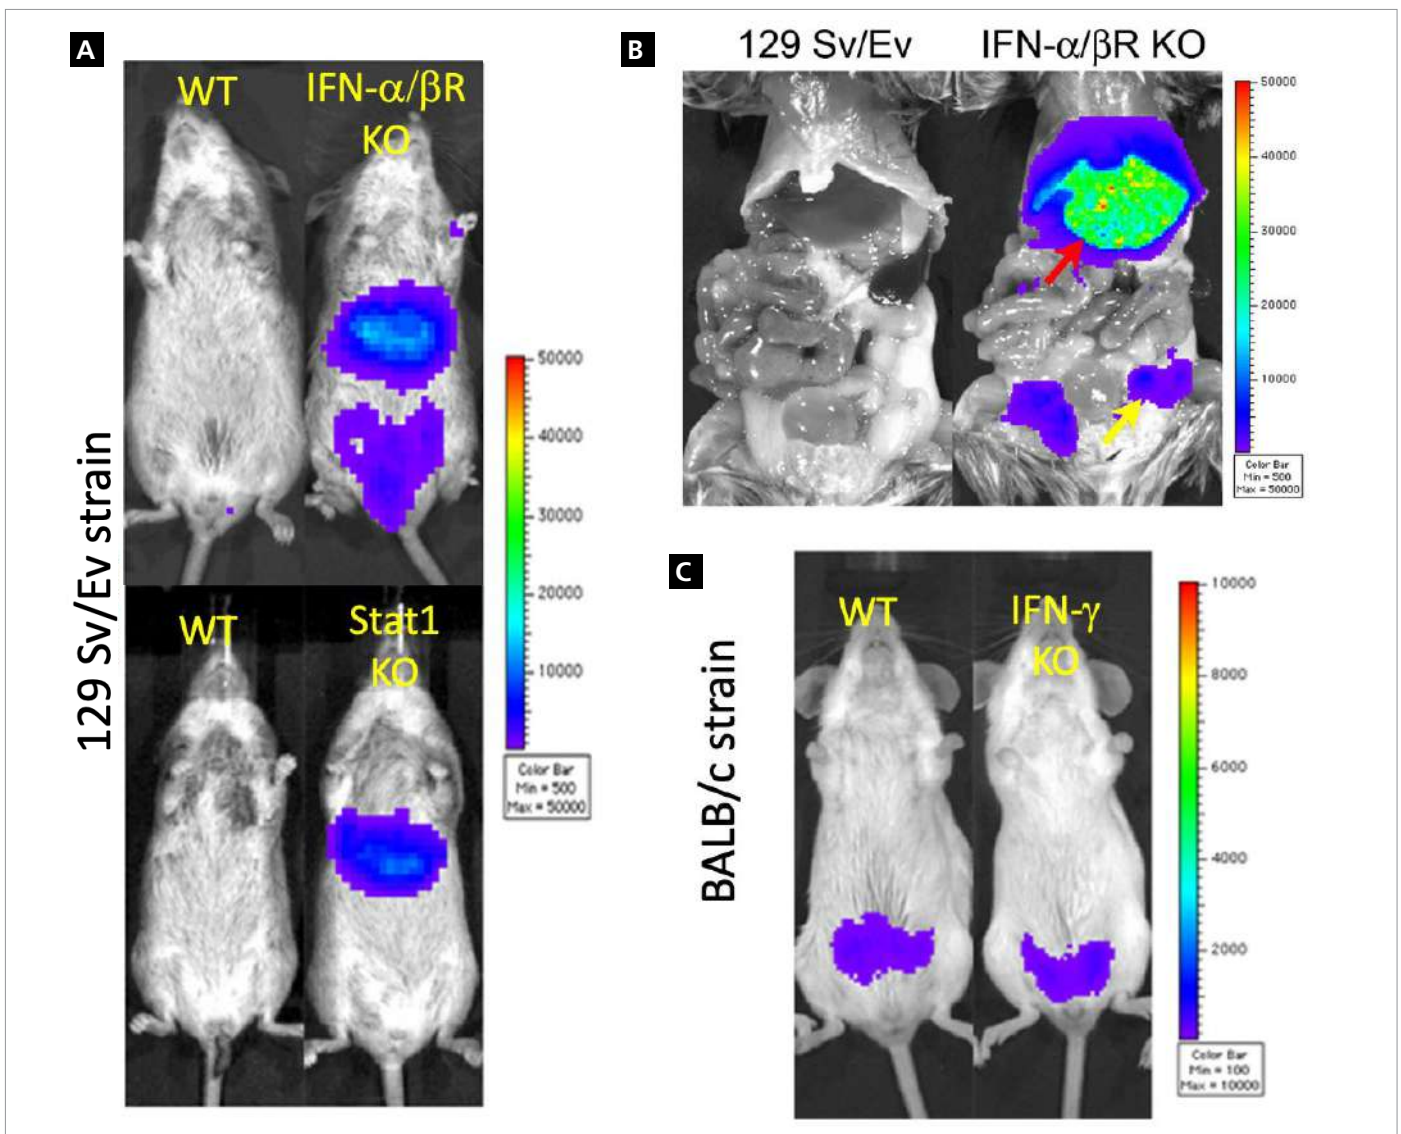 A
WT
IFN-α/βR
KO
WT
Stat1
KO
129 Sv/Ev strain
50000
40000
30000
20000
10000
Color Bar
Min = 500
Max = 50000
B
129 Sv/Ev
IFN-α/βR KO
50000
40000
30000
20000
10000
Color Bar
Min = 500
Max = 50000
C
WT
IFN-γ
KO
BALB/c strain
10000
8000
6000
4000
2000
Color Bar
Min = 100
Max = 10000